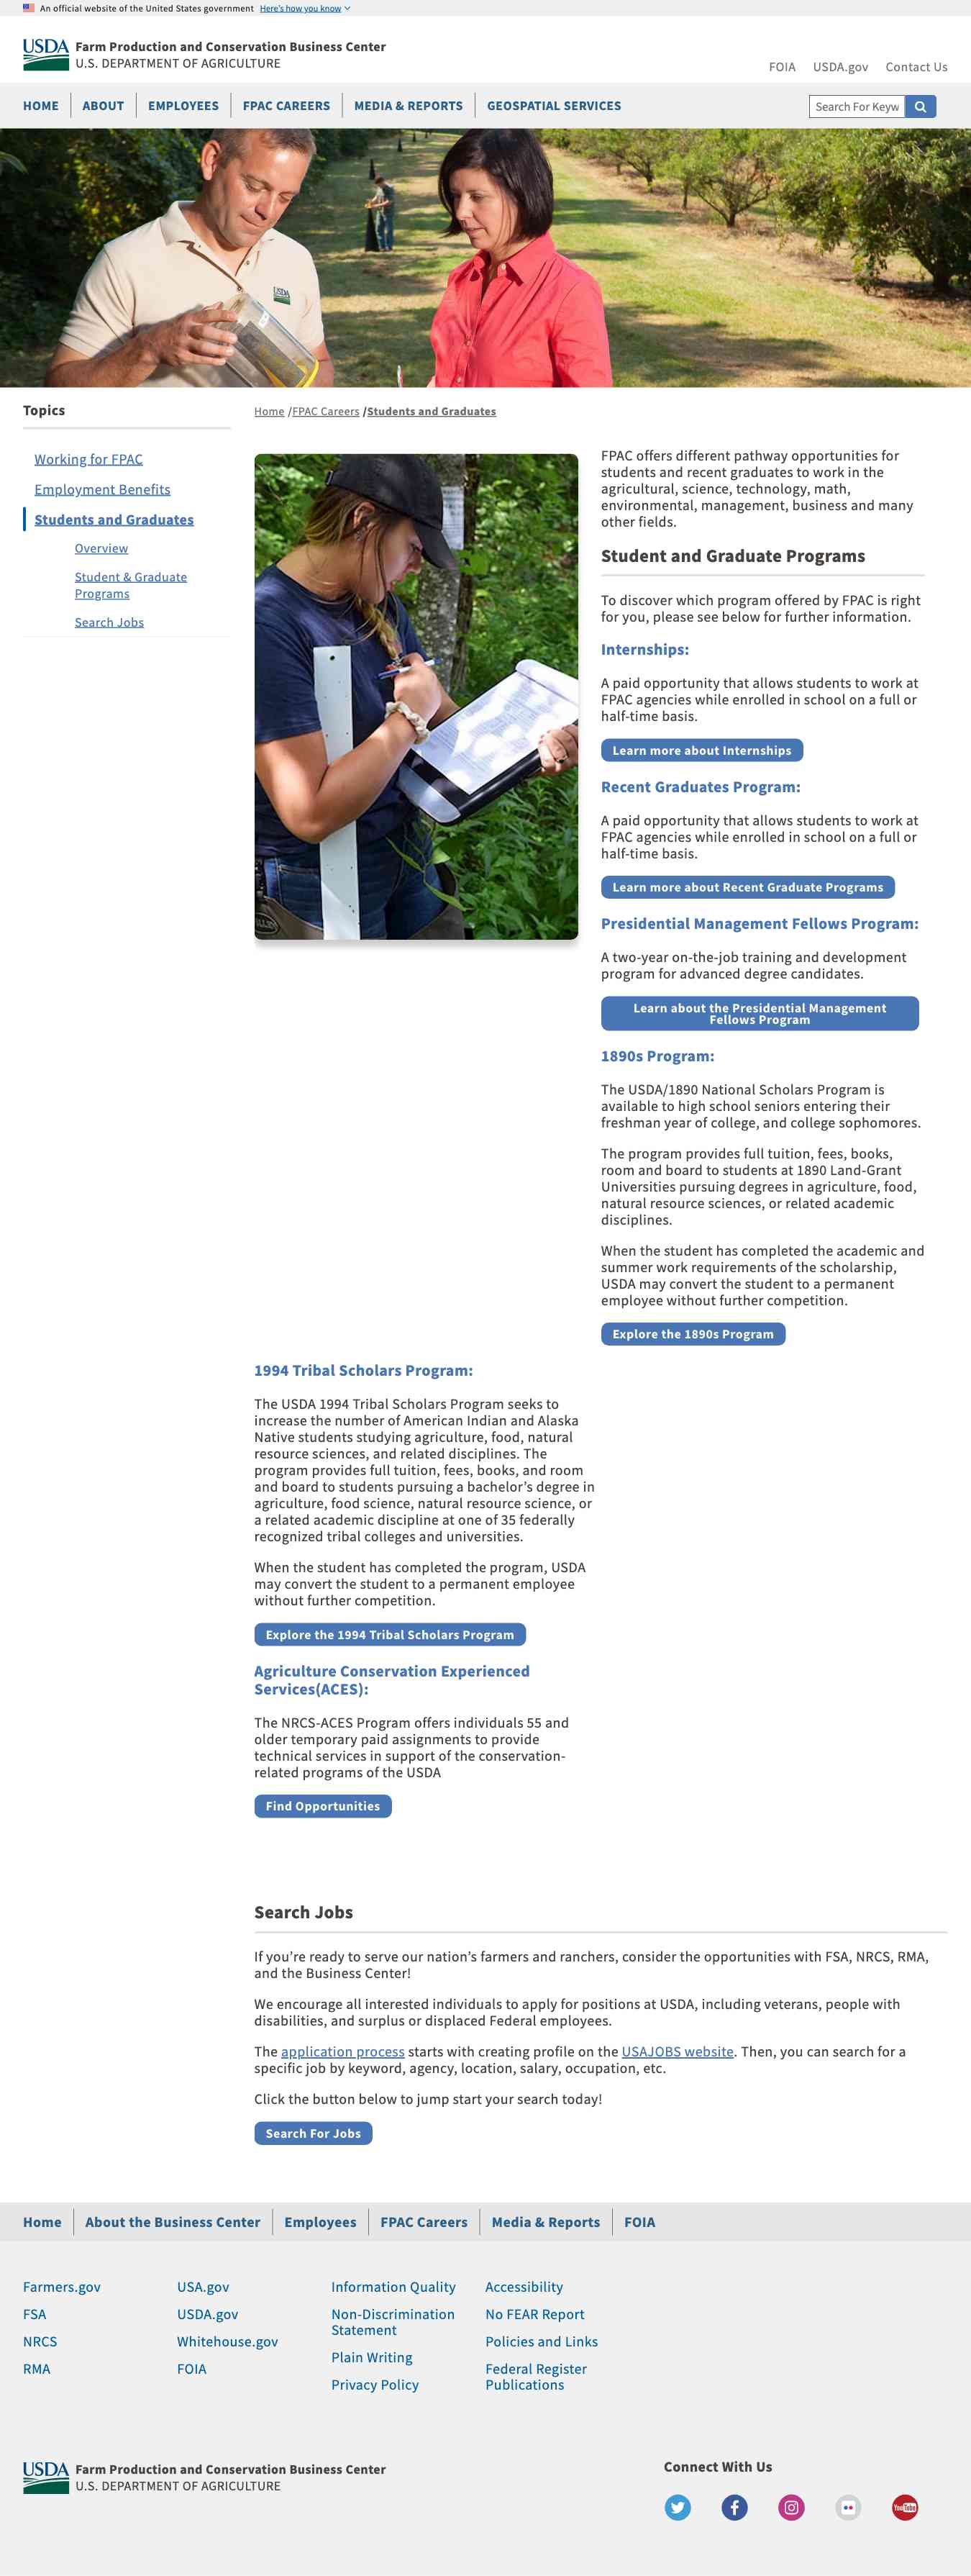 An official website of the United States government Here's how you know
USDA Farm Production and Conservation Business Center
U.S. DEPARTMENT OF AGRICULTURE
FOIA USDA.gov Contact Us
HOME ABOUT EMPLOYEES FPAC CAREERS MEDIA & REPORTS GEOSPATIAL SERVICES
Search For Keyw
USDA
Topics
Working for FPAC
Employment Benefits
Students and Graduates
Overview
Student & Graduate
Programs
Search Jobs
Home /FPAC Careers /Students and Graduates
FPAC offers different pathway opportunities for
students and recent graduates to work in the
agricultural, science, technology, math,
environmental, management, business and many
other fields.
Student and Graduate Programs
To discover which program offered by FPAC is right
for you, please see below for further information.
Internships:
A paid opportunity that allows students to work at
FPAC agencies while enrolled in school on a full or
half-time basis.
Learn more about Internships
Recent Graduates Program:
A paid opportunity that allows students to work at
FPAC agencies while enrolled in school on a full or
half-time basis.
Learn more about Recent Graduate Programs
Presidential Management Fellows Program:
A two-year on-the-job training and development
program for advanced degree candidates.
Learn about the Presidential Management
Fellows Program
1890s Program:
The USDA/1890 National Scholars Program is
available to high school seniors entering their
freshman year of college, and college sophomores.
The program provides full tuition, fees, books,
room and board to students at 1890 Land-Grant
Universities pursuing degrees in agriculture, food,
natural resource sciences, or related academic
disciplines.
When the student has completed the academic and
summer work requirements of the scholarship,
USDA may convert the student to a permanent
employee without further competition.
Explore the 1890s Program
1994 Tribal Scholars Program:
The USDA 1994 Tribal Scholars Program seeks to
increase the number of American Indian and Alaska
Native students studying agriculture, food, natural
resource sciences, and related disciplines. The
program provides full tuition, fees, books, and room
and board to students pursuing a bachelor’s degree in
agriculture, food science, natural resource science, or
a related academic discipline at one of 35 federally
recognized tribal colleges and universities.
When the student has completed the program, USDA
may convert the student to a permanent employee
without further competition.
Explore the 1994 Tribal Scholars Program
Agriculture Conservation Experienced
Services(ACES):
The NRCS-ACES Program offers individuals 55 and
older temporary paid assignments to provide
technical services in support of the conservation-
related programs of the USDA
Find Opportunities
Search Jobs
If you’re ready to serve our nation’s farmers and ranchers, consider the opportunities with FSA, NRCS, RMA,
and the Business Center!
We encourage all interested individuals to apply for positions at USDA, including veterans, people with
disabilities, and surplus or displaced Federal employees.
The application process starts with creating profile on the USAJOBS website. Then, you can search for a
specific job by keyword, agency, location, salary, occupation, etc.
Click the button below to jump start your search today!
Search For Jobs
Home About the Business Center Employees FPAC Careers Media & Reports FOIA
Farmers.gov
FSA
NRCS
RMA
USA.gov
USDA.gov
Whitehouse.gov
FOIA
Information Quality
Non-Discrimination
Statement
Plain Writing
Privacy Policy
Accessibility
No FEAR Report
Policies and Links
Federal Register
Publications
USDA Farm Production and Conservation Business Center
U.S. DEPARTMENT OF AGRICULTURE
Connect With Us
YouTube